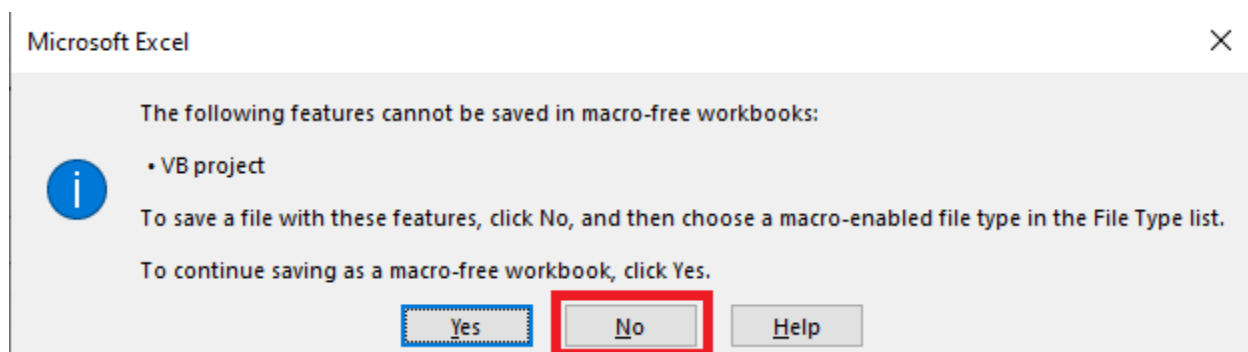 Microsoft Excel
The following features cannot be saved in macro-free workbooks:
• VB project
To save a file with these features, click No, and then choose a macro-enabled file type in the File Type list.
To continue saving as a macro-free workbook, click Yes.
Yes No Help